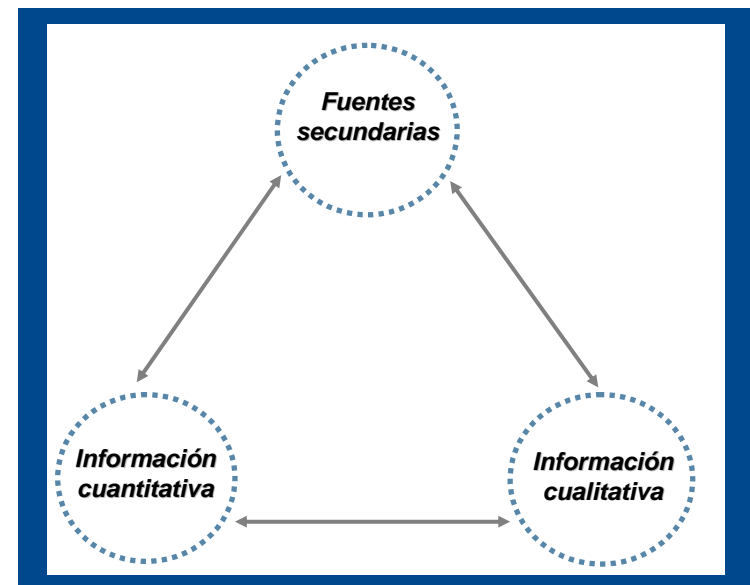 Fuentes
secundarias
Información
cuantitativa
Información
cualitativa